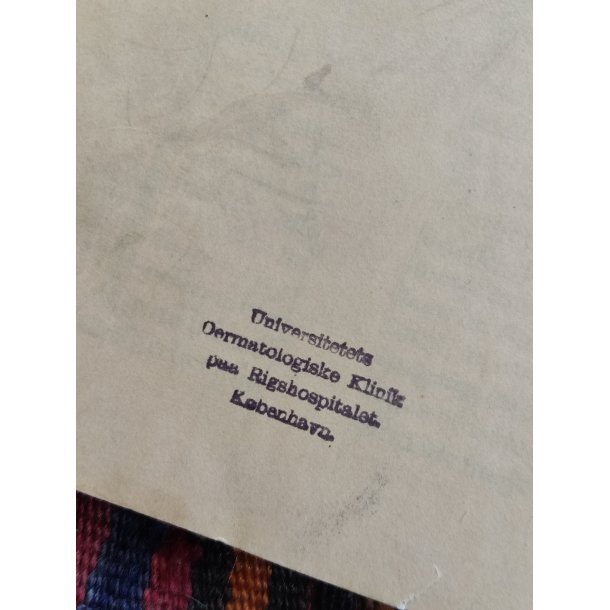 Universitetets
Dermatologiske Klinik
paa Rigshospitalet.
København.